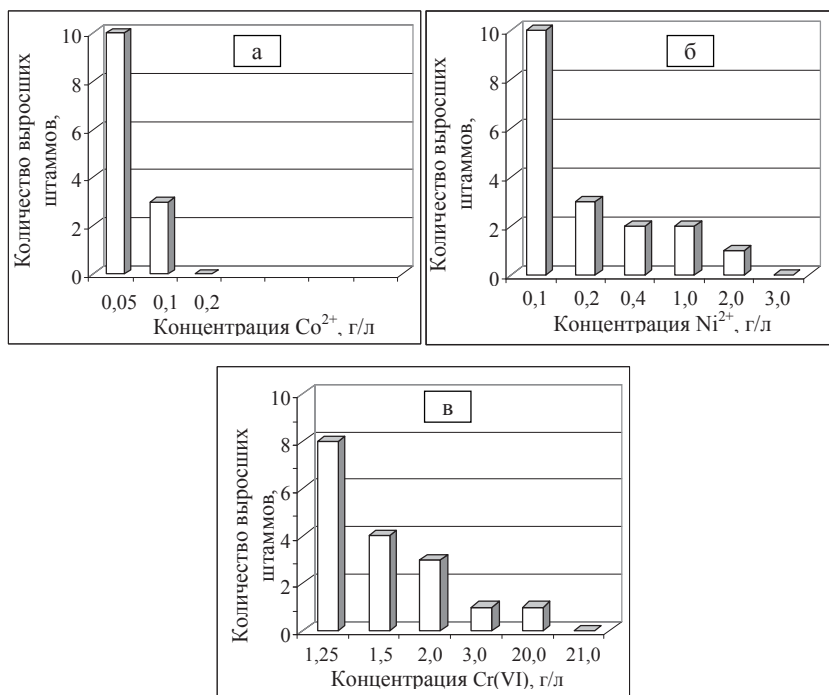 а
Количество выросших
штаммов,
10
8
6
4
2
0
0,05 0,1 0,2
Концентрация Co²⁺, г/л
б
Количество выросших
штаммов,
10
8
6
4
2
0
0,1 0,2 0,4 1,0 2,0 3,0
Концентрация Ni²⁺, г/л
в
Количество выросших
штаммов,
10
8
6
4
2
0
1,25 1,5 2,0 3,0 20,0 21,0
Концентрация Cr(VI), г/л